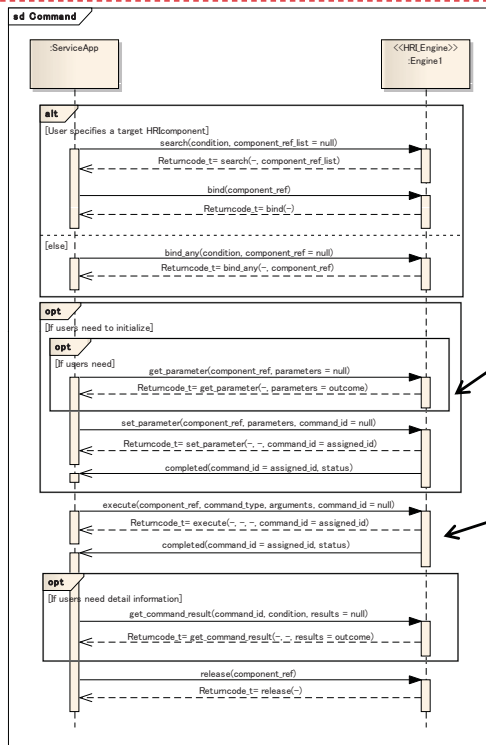 sd Command
:ServiceApp
<<HRI_Engine>>
:Engine1
alt
[User specifies a target HRIcomponent]
search(condition, component_ref_list = null)
Returncode_t= search(-, component_ref_list)
bind(component_ref)
Returncode_t= bind(-)
[else]
bind_any(condition, component_ref = null)
Returncode_t= bind_any(-, component_ref)
opt
[If users need to initialize]
opt
[If users need]
get_parameter(component_ref, parameters = null)
Returncode_t= get_parameter(-, parameters = outcome)
set_parameter(component_ref, parameters, command_id = null)
Returncode_t= set_parameter(-, -, command_id = assigned_id)
completed(command_id = assigned_id, status)
execute(component_ref, command_type, arguments, command_id = null)
Returncode_t= execute(-, -, -, command_id = assigned_id)
completed(command_id = assigned_id, status)
opt
[If users need detail information]
get_command_result(command_id, condition, results = null)
Returncode_t= get_command_result(-, -, results = outcome)
release(component_ref)
Returncode_t= release(-)